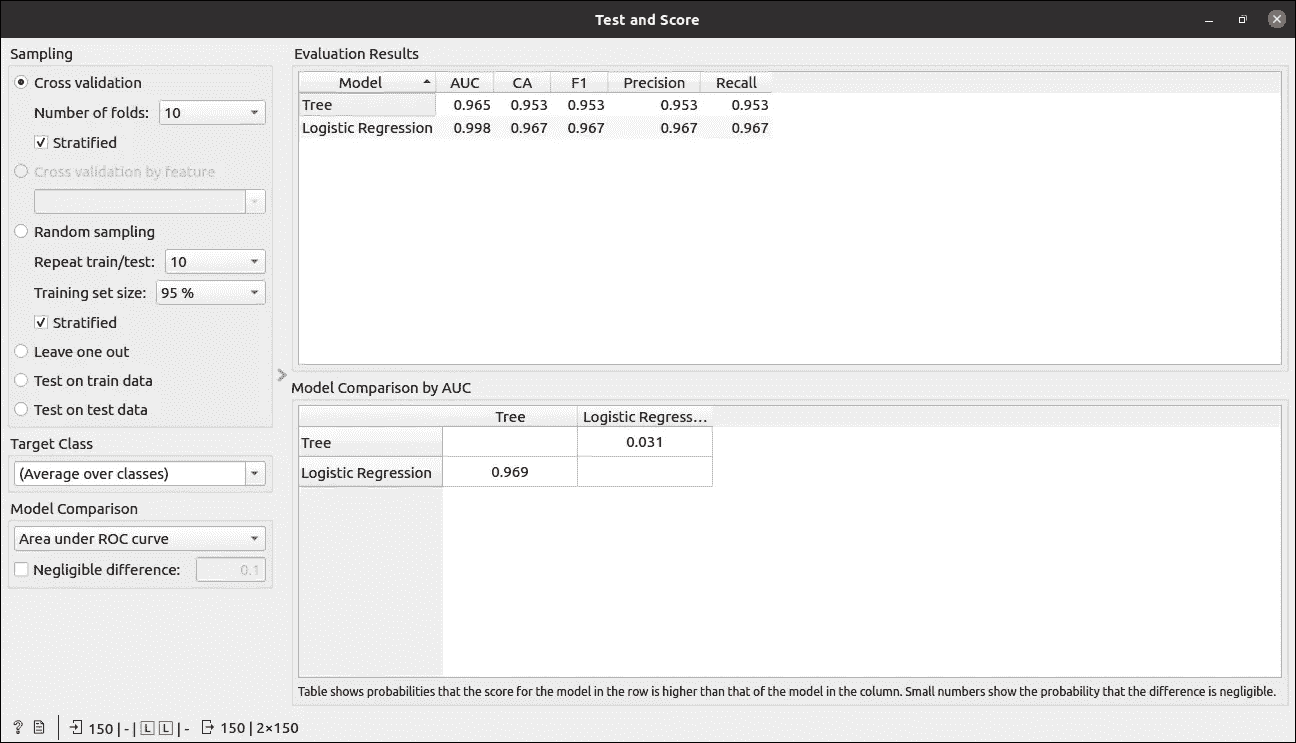 Test and Score
Sampling
Cross validation
Number of folds: 10
Stratified
Cross validation by feature
Random sampling
Repeat train/test: 10
Training set size: 95 %
Stratified
Leave one out
Test on train data
Test on test data
Target Class
(Average over classes)
Model Comparison
Area under ROC curve
Negligible difference: 0.1
Evaluation Results
Model AUC CA F1 Precision Recall
Tree 0.965 0.953 0.953 0.953 0.953
Logistic Regression 0.998 0.967 0.967 0.967 0.967
Model Comparison by AUC
Tree Logistic Regress...
Tree 0.031
Logistic Regression 0.969
Table shows probabilities that the score for the model in the row is higher than that of the model in the column. Small numbers show the probability that the difference is negligible.
? 150 | - | L L | - 150 | 2×150